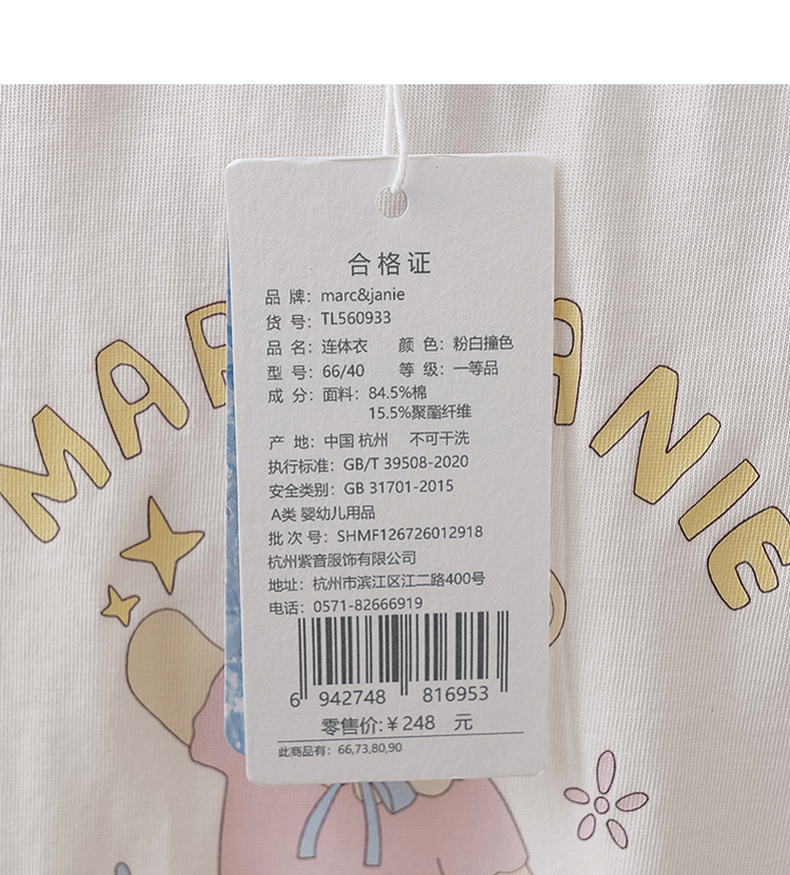 MARC&JANIE
合格证
品 牌：marc&janie
货 号：TL560933
品 名：连体衣 颜 色：粉白撞色
型 号：66/40 等 级：一等品
成 分：面料：84.5%棉
15.5%聚酯纤维
产 地：中国 杭州 不可干洗
执行标准：GB/T 39508-2020
安全类别：GB 31701-2015
A类 婴幼儿用品
批 次 号：SHMF126726012918
杭州紫音服饰有限公司
地址：杭州市滨江区江二路400号
电话：0571-82666919
6 942748 816953
零售价:￥248 元
此商品有：66,73,80,90